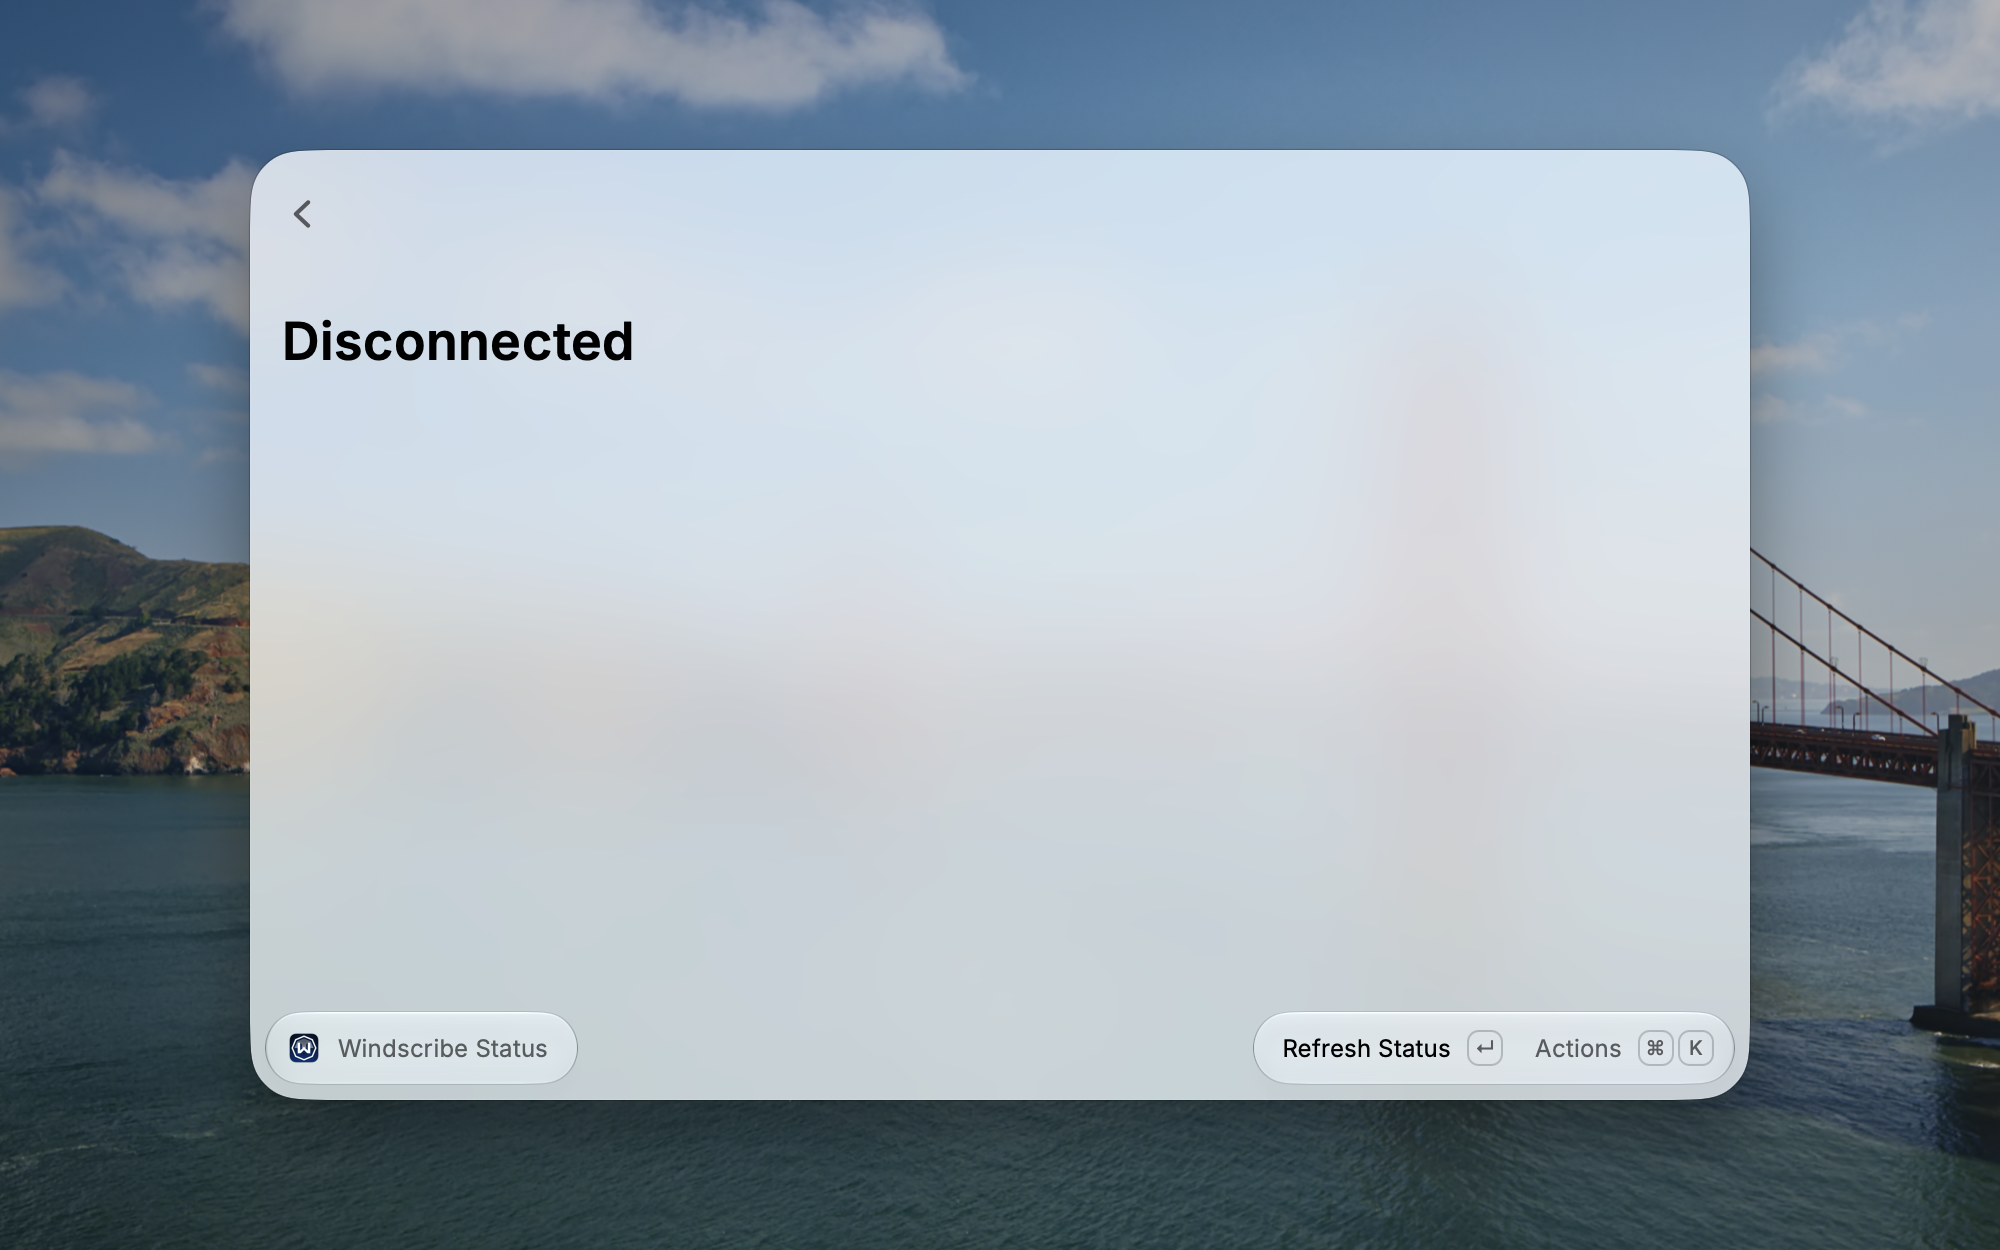 Disconnected
Windscribe Status
Refresh Status ↵ Actions ⌘ K